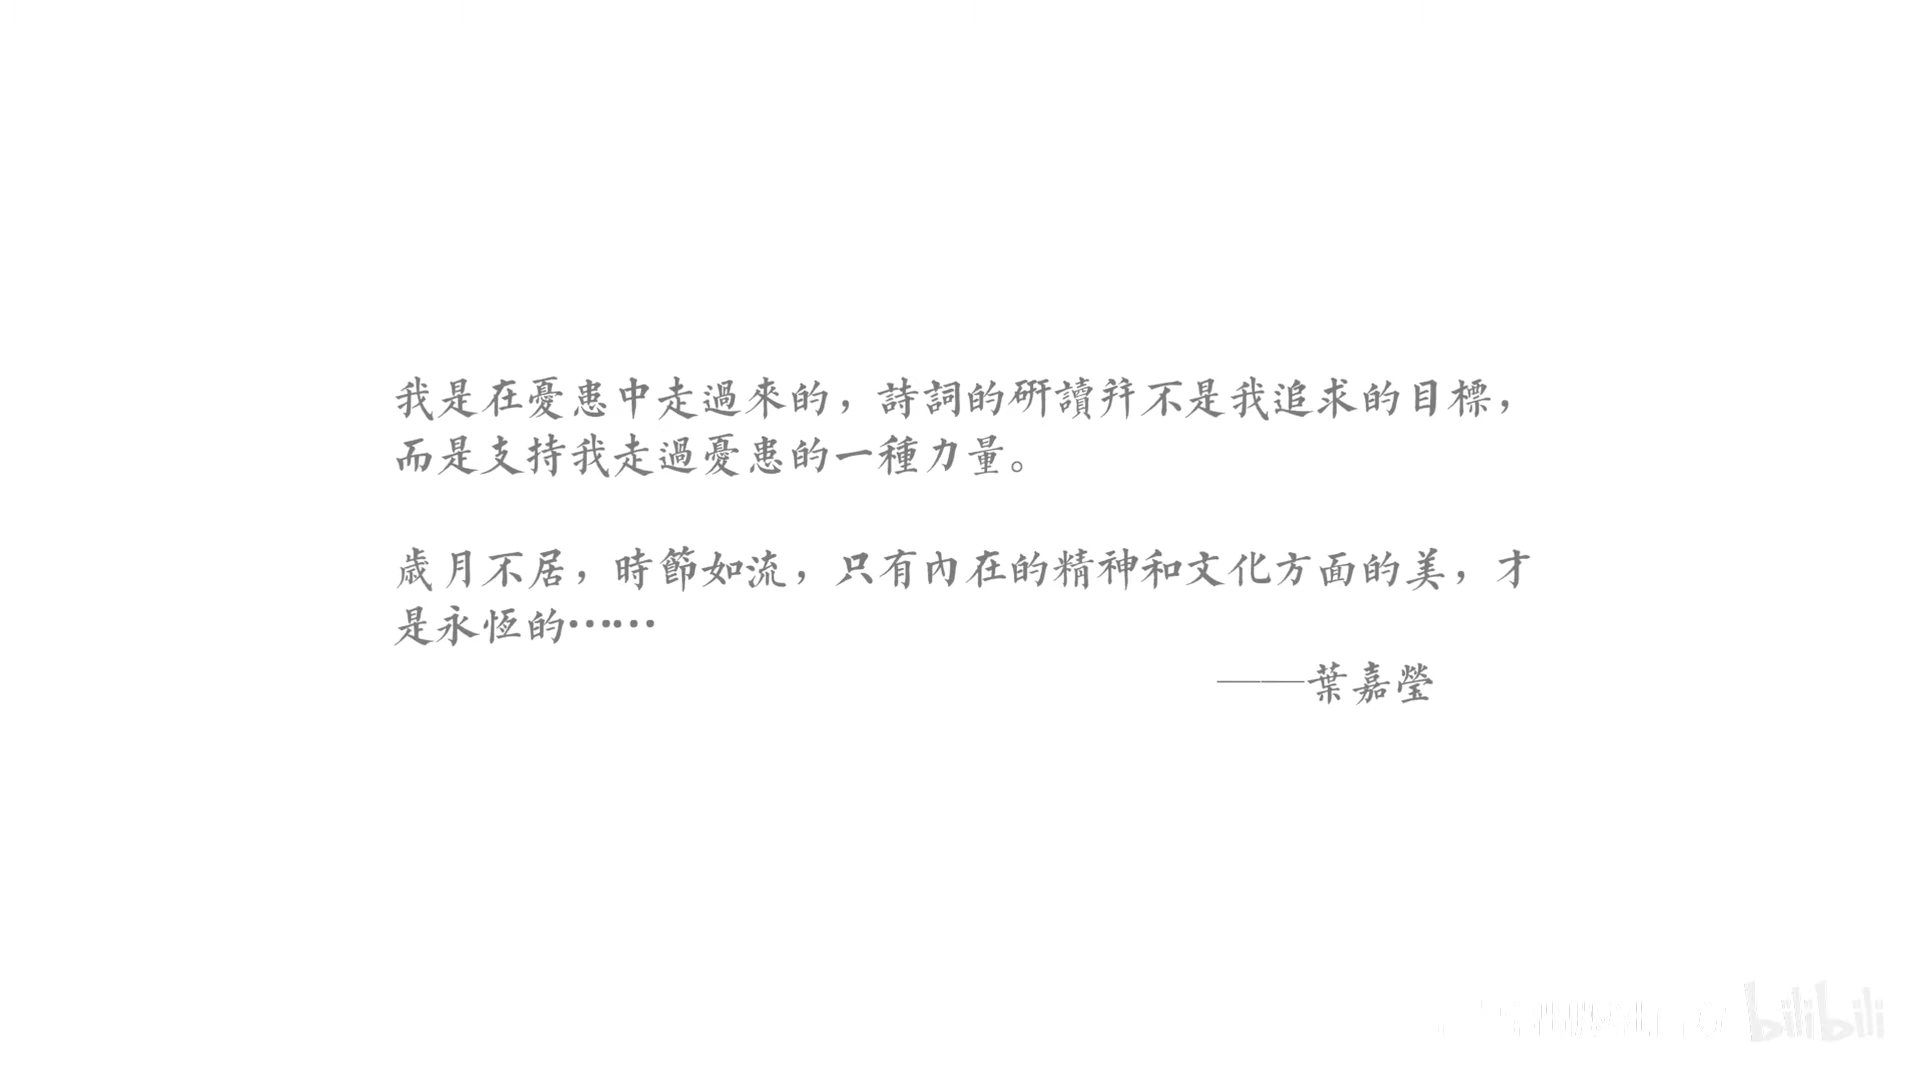 我是在憂患中走過來的，詩詞的研讀并不是我追求的目標，
而是支持我走過憂患的一種力量。
歲月不居，時節如流，只有內在的精神和文化方面的美，才
是永恆的……
——葉嘉瑩
bilibili